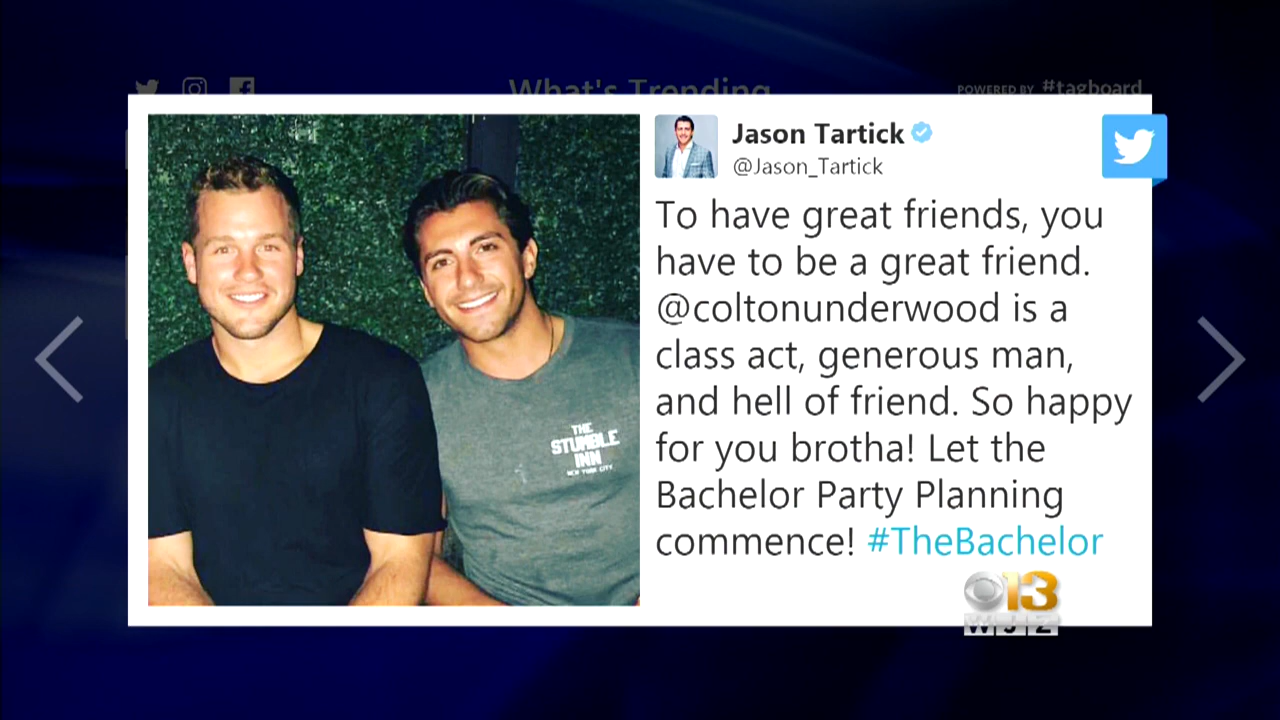 What's Trending
POWERED BY #tagboard
Jason Tartick
@Jason_Tartick
To have great friends, you
have to be a great friend.
@coltonunderwood is a
class act, generous man,
and hell of friend. So happy
for you brotha! Let the
Bachelor Party Planning
commence! #TheBachelor
THE
STUMBLE
INN
NEW YORK CITY
13
WJZ